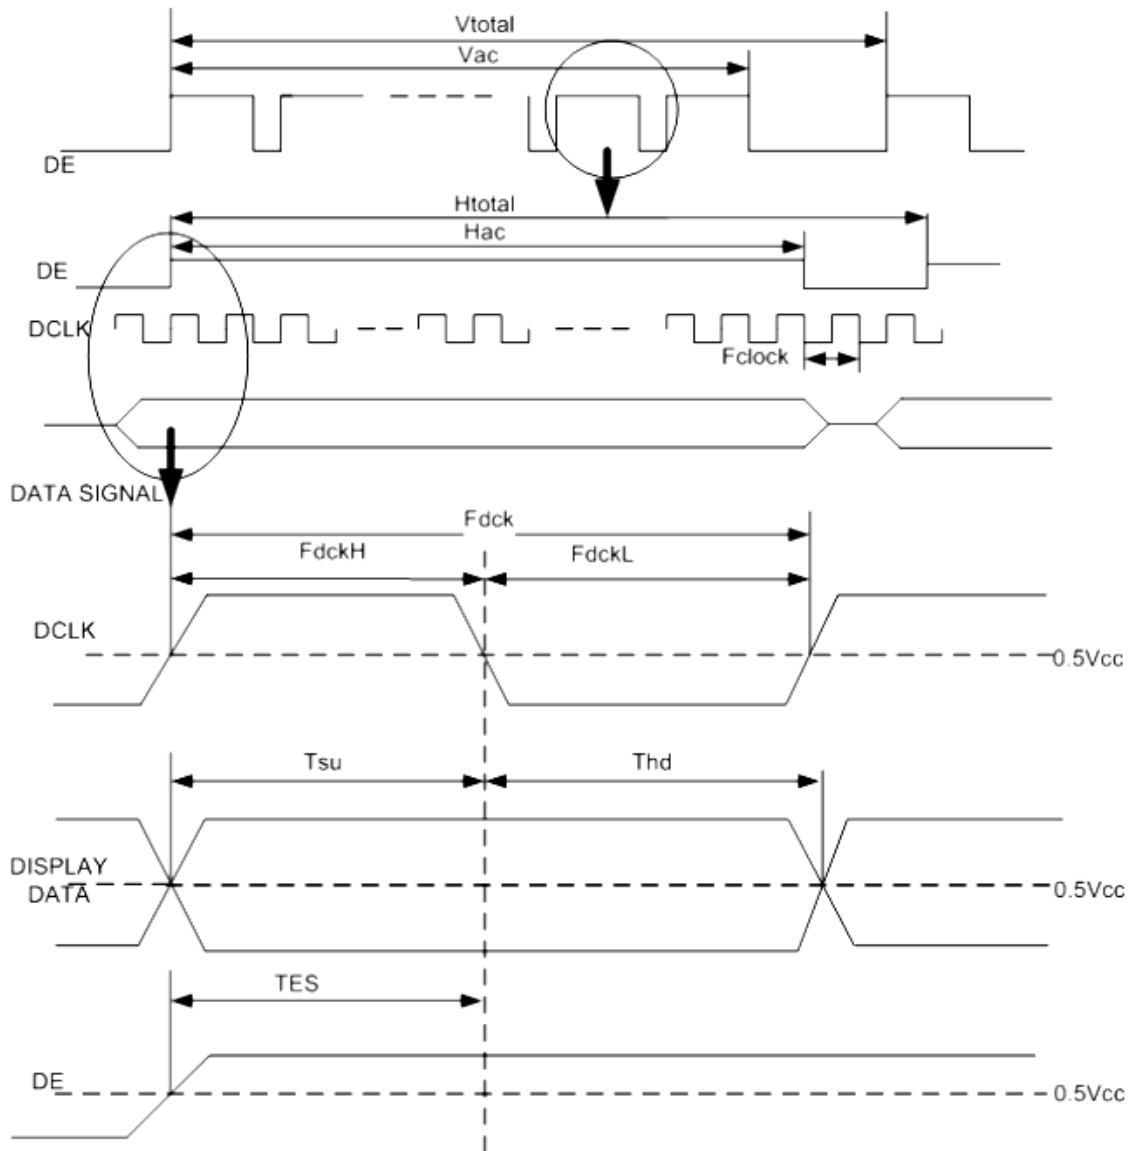 Vtotal
Vac
DE
Htotal
Hac
DE
DCLK
Fclock
DATA SIGNAL
Fdck
FdckH
FdckL
DCLK
0.5Vcc
Tsu
Thd
DISPLAY
DATA
0.5Vcc
TES
DE
0.5Vcc